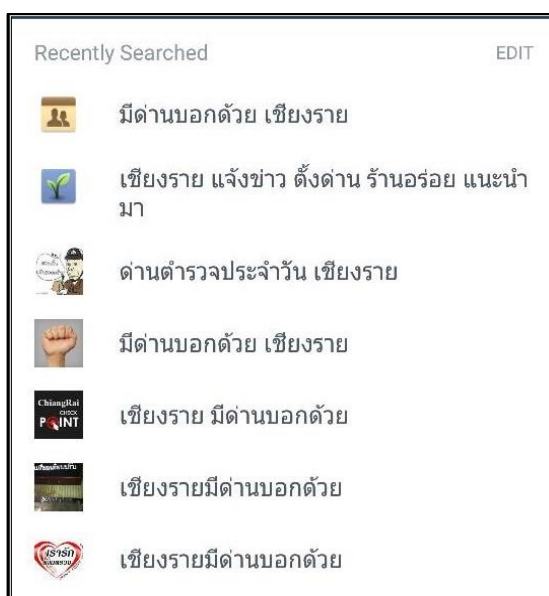 Recently Searched EDIT
มีด่านบอกด้วย เชียงราย
เชียงราย แจ้งข่าว ตั้งด่าน ร้านอร่อย แนะนำ
มา
ด่านตำรวจประจำวัน เชียงราย
มีด่านบอกด้วย เชียงราย
ChiangRai
CHECK
POINT
เชียงราย มีด่านบอกด้วย
เชียงรายมีด่านบอกด้วย
เรารัก
เชียงรายมีด่านบอกด้วย